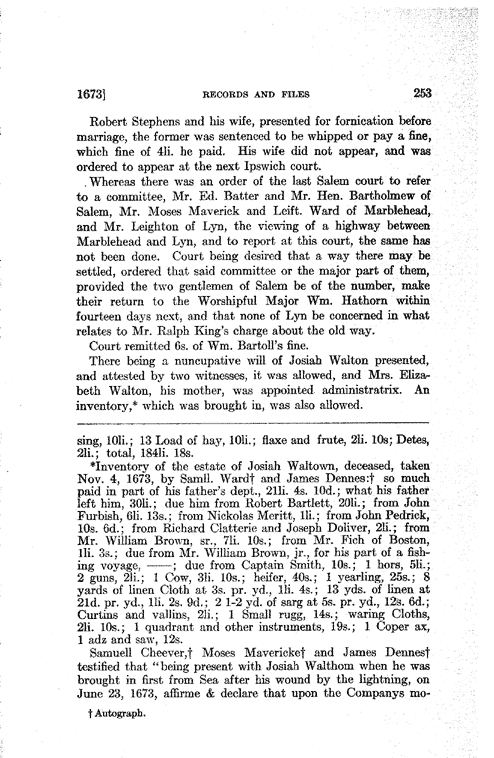 1673]
RECORDS AND FILES
253
Robert Stephens and his wife, presented for fornication before
marriage, the former was sentenced to be whipped or pay a fine,
which fine of 4li. he paid. His wife did not appear, and was
ordered to appear at the next Ipswich court.
Whereas there was an order of the last Salem court to refer
to a committee, Mr. Ed. Batter and Mr. Hen. Bartholmew of
Salem, Mr. Moses Maverick and Leift. Ward of Marblehead,
and Mr. Leighton of Lyn, the viewing of a highway between
Marblehead and Lyn, and to report at this court, the same has
not been done. Court being desired that a way there may be
settled, ordered that said committee or the major part of them,
provided the two gentlemen of Salem be of the number, make
their return to the Worshipful Major Wm. Hathorn within
fourteen days next, and that none of Lyn be concerned in what
relates to Mr. Ralph King's charge about the old way.
Court remitted 6s. of Wm. Bartoll's fine.
There being a nuncupative will of Josiah Walton presented,
and attested by two witnesses, it was allowed, and Mrs. Eliza-
beth Walton, his mother, was appointed administratrix. An
inventory,* which was brought in, was also allowed.
sing, 10li.; 13 Load of hay, 10li.; flaxe and frute, 2li. 10s; Detes,
2li.; total, 184li. 18s.
*Inventory of the estate of Josiah Waltown, deceased, taken
Nov. 4, 1673, by Samll. Ward† and James Dennes:† so much
paid in part of his father's dept., 21li. 4s. 10d.; what his father
left him, 30li.; due him from Robert Bartlett, 20li.; from John
Furbish, 6li. 13s.; from Nickolas Meritt, 1li.; from John Pedrick,
10s. 6d.; from Richard Clatterie and Joseph Doliver, 2li.; from
Mr. William Brown, sr., 7li. 10s.; from Mr. Fich of Boston,
1li. 3s.; due from Mr. William Brown, jr., for his part of a fish-
ing voyage, ——; due from Captain Smith, 10s.; 1 hors, 5li.;
2 guns, 2li.; 1 Cow, 3li. 10s.; heifer, 40s.; 1 yearling, 25s.; 8
yards of linen Cloth at 3s. pr. yd., 1li. 4s.; 13 yds. of linen at
21d. pr. yd., 1li. 2s. 9d.; 2 1-2 yd. of sarg at 5s. pr. yd., 12s. 6d.;
Curtins and vallins, 2li.; 1 Small rugg, 14s.; waring Cloths,
2li. 10s.; 1 quadrant and other instruments, 19s.; 1 Coper ax,
1 adz and saw, 12s.
Samuell Cheever,† Moses Mavericke† and James Dennes†
testified that "being present with Josiah Walthom when he was
brought in first from Sea after his wound by the lightning, on
June 23, 1673, affirme & declare that upon the Companys mo-
† Autograph.